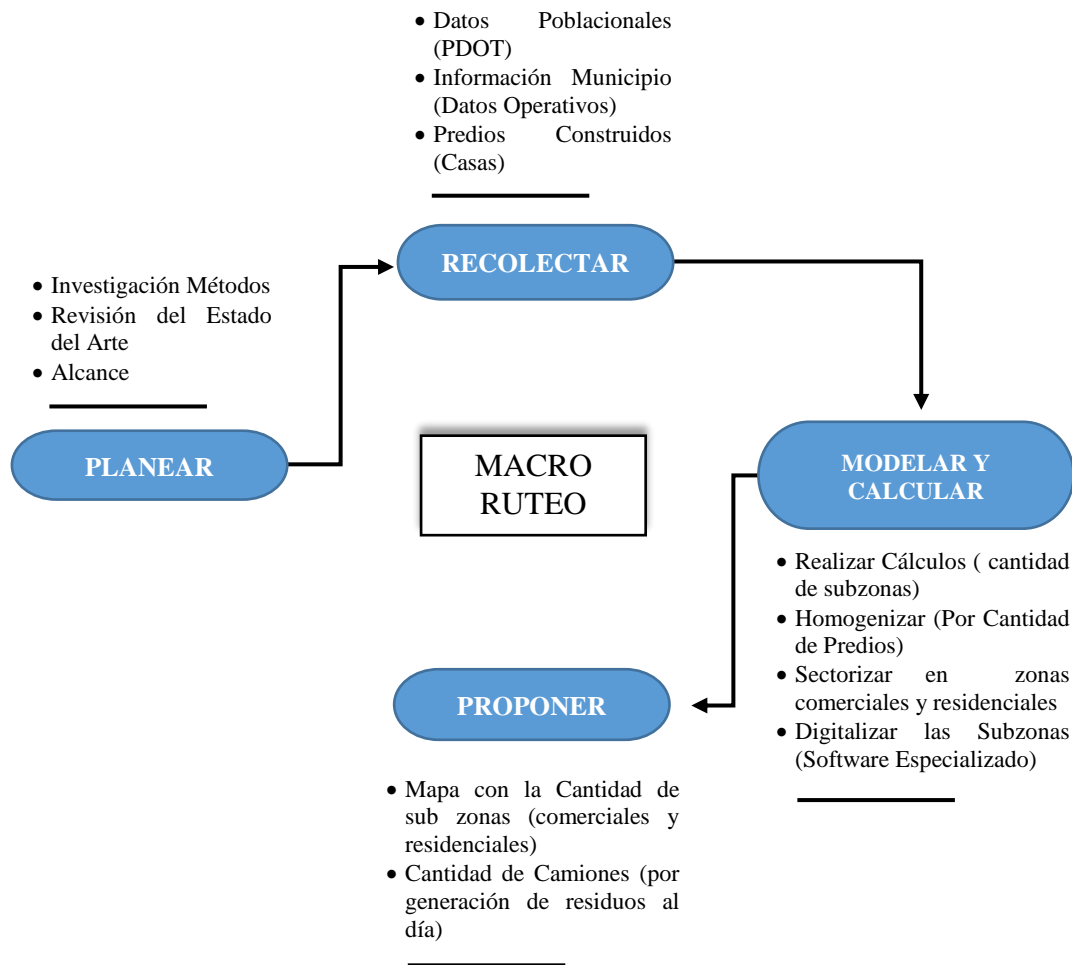 • Datos Poblacionales
(PDOT)
• Información Municipio
(Datos Operativos)
• Predios Construidos
(Casas)
RECOLECTAR
• Investigación Métodos
• Revisión del Estado
del Arte
• Alcance
PLANEAR
MACRO
RUTEO
MODELAR Y
CALCULAR
• Realizar Cálculos ( cantidad
de subzonas)
• Homogenizar (Por Cantidad
de Predios)
• Sectorizar en zonas
comerciales y residenciales
• Digitalizar las Subzonas
(Software Especializado)
PROPONER
• Mapa con la Cantidad de
sub zonas (comerciales y
residenciales)
• Cantidad de Camiones (por
generación de residuos al
día)